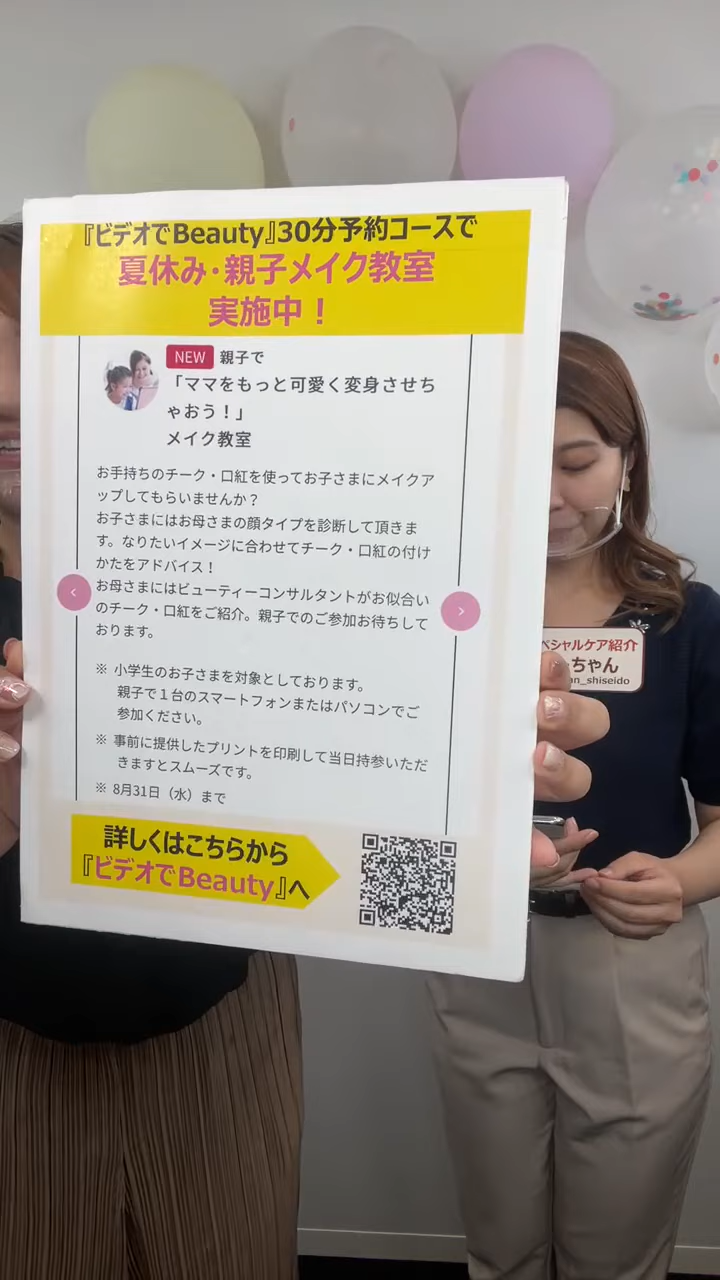 『ビデオでBeauty』30分予約コースで
夏休み・親子メイク教室
実施中！
NEW 親子で
「ママをもっと可愛く変身させち
ゃおう！」
メイク教室
お手持ちのチーク・口紅を使ってお子さまにメイクア
ップしてもらいませんか？
お子さまにはお母さまの顔タイプを診断して頂きま
す。なりたいイメージに合わせてチーク・口紅の付け
かたをアドバイス！
お母さまにはビューティーコンサルタントがお似合い
のチーク・口紅をご紹介。親子でのご参加お待ちして
おります。
※ 小学生のお子さまを対象としております。
親子で１台のスマートフォンまたはパソコンでご
参加ください。
※ 事前に提供したプリントを印刷して当日持参いただ
きますとスムーズです。
※ 8月31日（水）まで
詳しくはこちらから
『ビデオでBeauty』へ
ペシャルケア紹介
ちゃん
an_shiseido